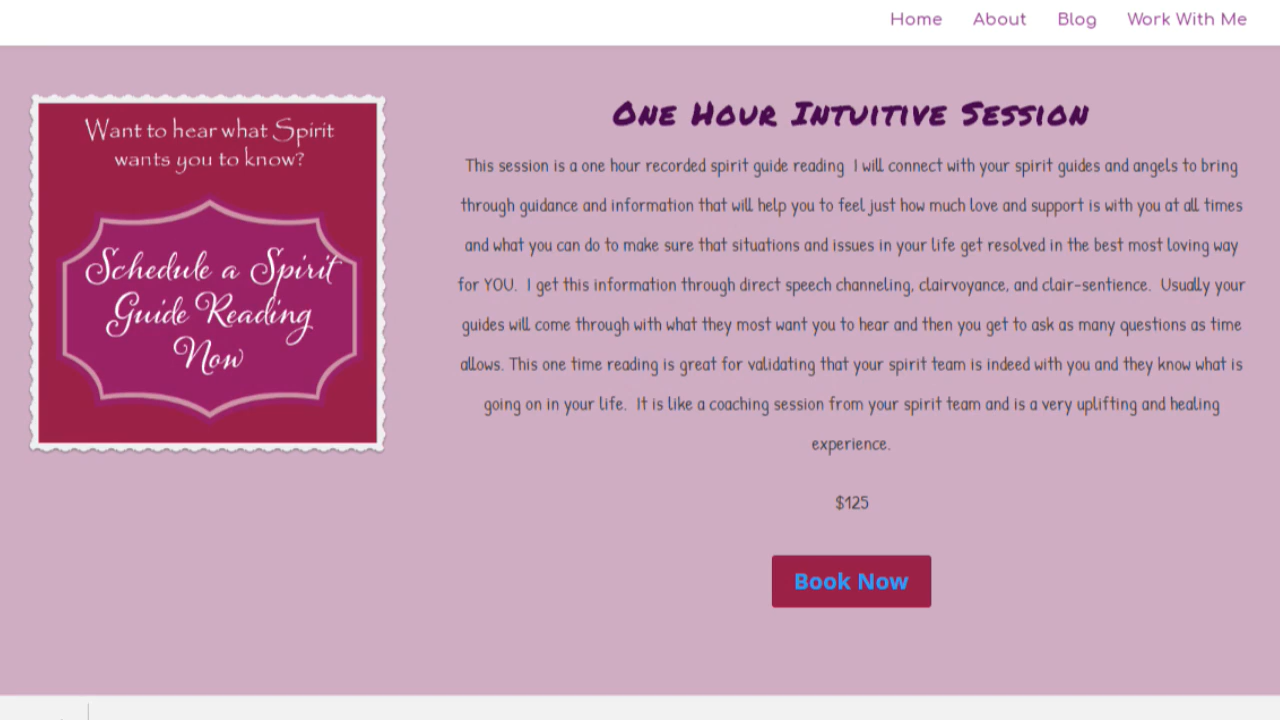 Home About Blog Work With Me
Want to hear what Spirit
wants you to know?
Schedule a Spirit
Guide Reading
Now
One Hour Intuitive Session
This session is a one hour recorded spirit guide reading  I will connect with your spirit guides and angels to bring
through guidance and information that will help you to feel just how much love and support is with you at all times
and what you can do to make sure that situations and issues in your life get resolved in the best most loving way
for YOU.  I get this information through direct speech channeling, clairvoyance, and clair-sentience.  Usually your
guides will come through with what they most want you to hear and then you get to ask as many questions as time
allows. This one time reading is great for validating that your spirit team is indeed with you and they know what is
going on in your life.  It is like a coaching session from your spirit team and is a very uplifting and healing
experience.
$125
Book Now